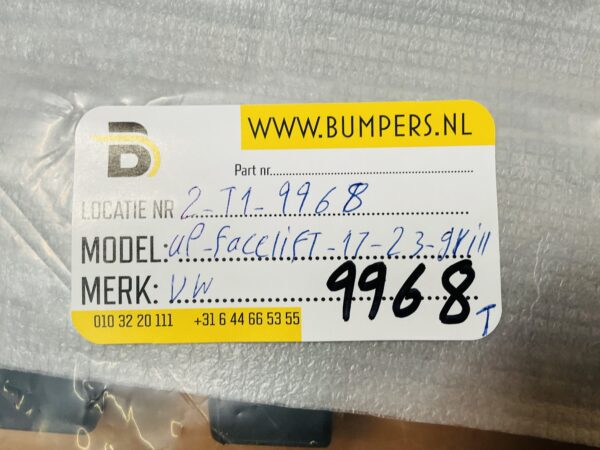 B
WWW.BUMPERS.NL
Part nr
LOCATIE NR 2-T1-9968
MODEL: up-facelift-17-23-grill
MERK: VW
9968 T
010 32 20 111 +31 6 44 66 53 55